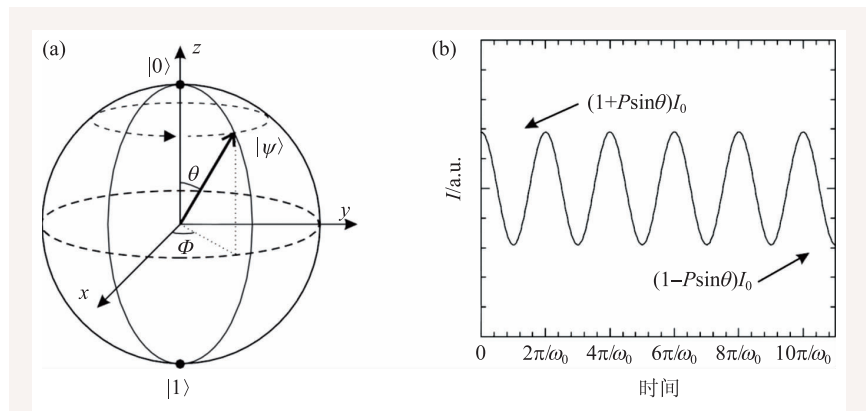 (a)
z
|0⟩
|ψ⟩
θ
y
Φ
x
|1⟩
(b)
(1+Psinθ)I₀
I/a.u.
(1−Psinθ)I₀
0 2π/ω₀ 4π/ω₀ 6π/ω₀ 8π/ω₀ 10π/ω₀
时间